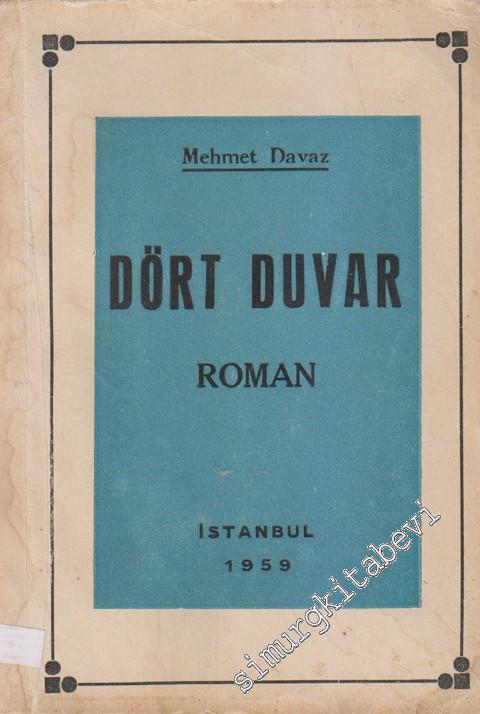 Mehmet Davaz
DÖRT DUVAR
ROMAN
İSTANBUL
1959
simurgkitabevi